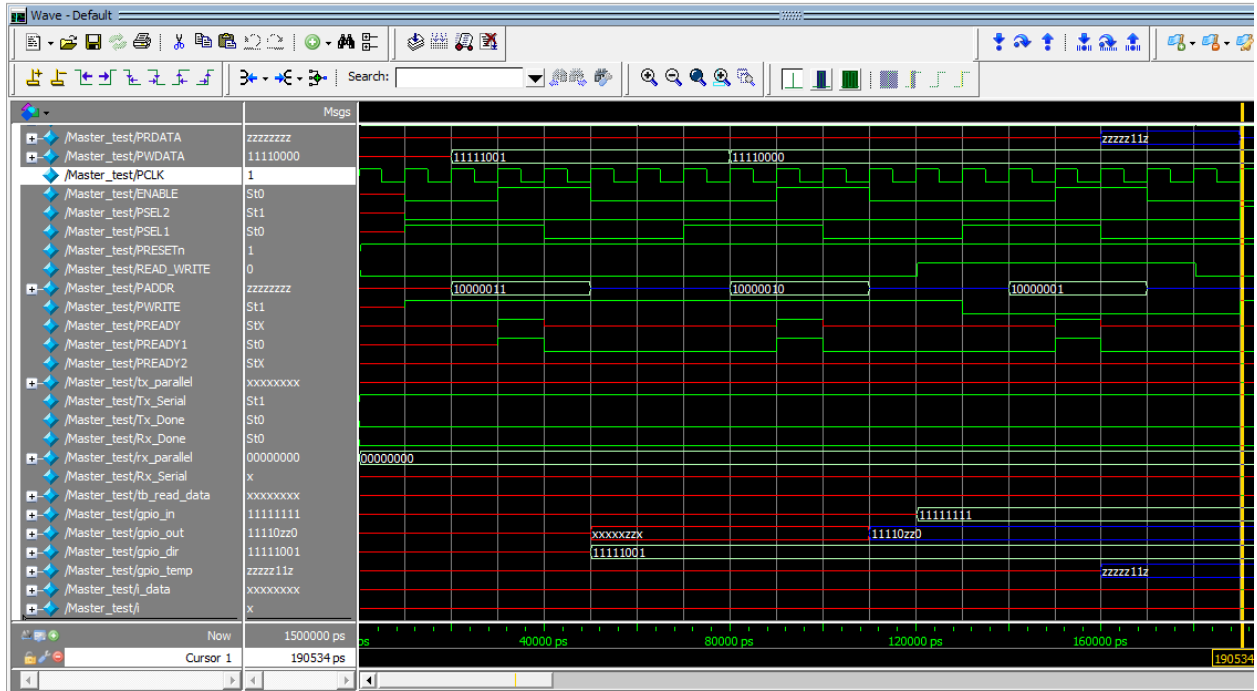 Wave - Default
Search:
Msgs
/Master_test/PRDATA zzzzzzzz zzzzz11z
/Master_test/PWDATA 11110000 11111001 11110000
/Master_test/PCLK 1
/Master_test/ENABLE St0
/Master_test/PSEL2 St1
/Master_test/PSEL1 St0
/Master_test/PRESETn 1
/Master_test/READ_WRITE 0
/Master_test/PADDR zzzzzzzz 10000011 10000010 10000001
/Master_test/PWRITE St1
/Master_test/PREADY StX
/Master_test/PREADY1 St0
/Master_test/PREADY2 StX
/Master_test/tx_parallel xxxxxxxx
/Master_test/Tx_Serial St1
/Master_test/Tx_Done St0
/Master_test/Rx_Done St0
/Master_test/rx_parallel 00000000 00000000
/Master_test/Rx_Serial x
/Master_test/tb_read_data xxxxxxxx
/Master_test/gpio_in 11111111 11111111
/Master_test/gpio_out 11110zz0 xxxxxzzx 11110zz0
/Master_test/gpio_dir 11111001 11111001
/Master_test/gpio_temp zzzzz11z zzzzz11z
/Master_test/i_data xxxxxxxx
/Master_test/i x
Now 1500000 ps ps 40000 ps 80000 ps 120000 ps 160000 ps
Cursor 1 190534 ps 190534